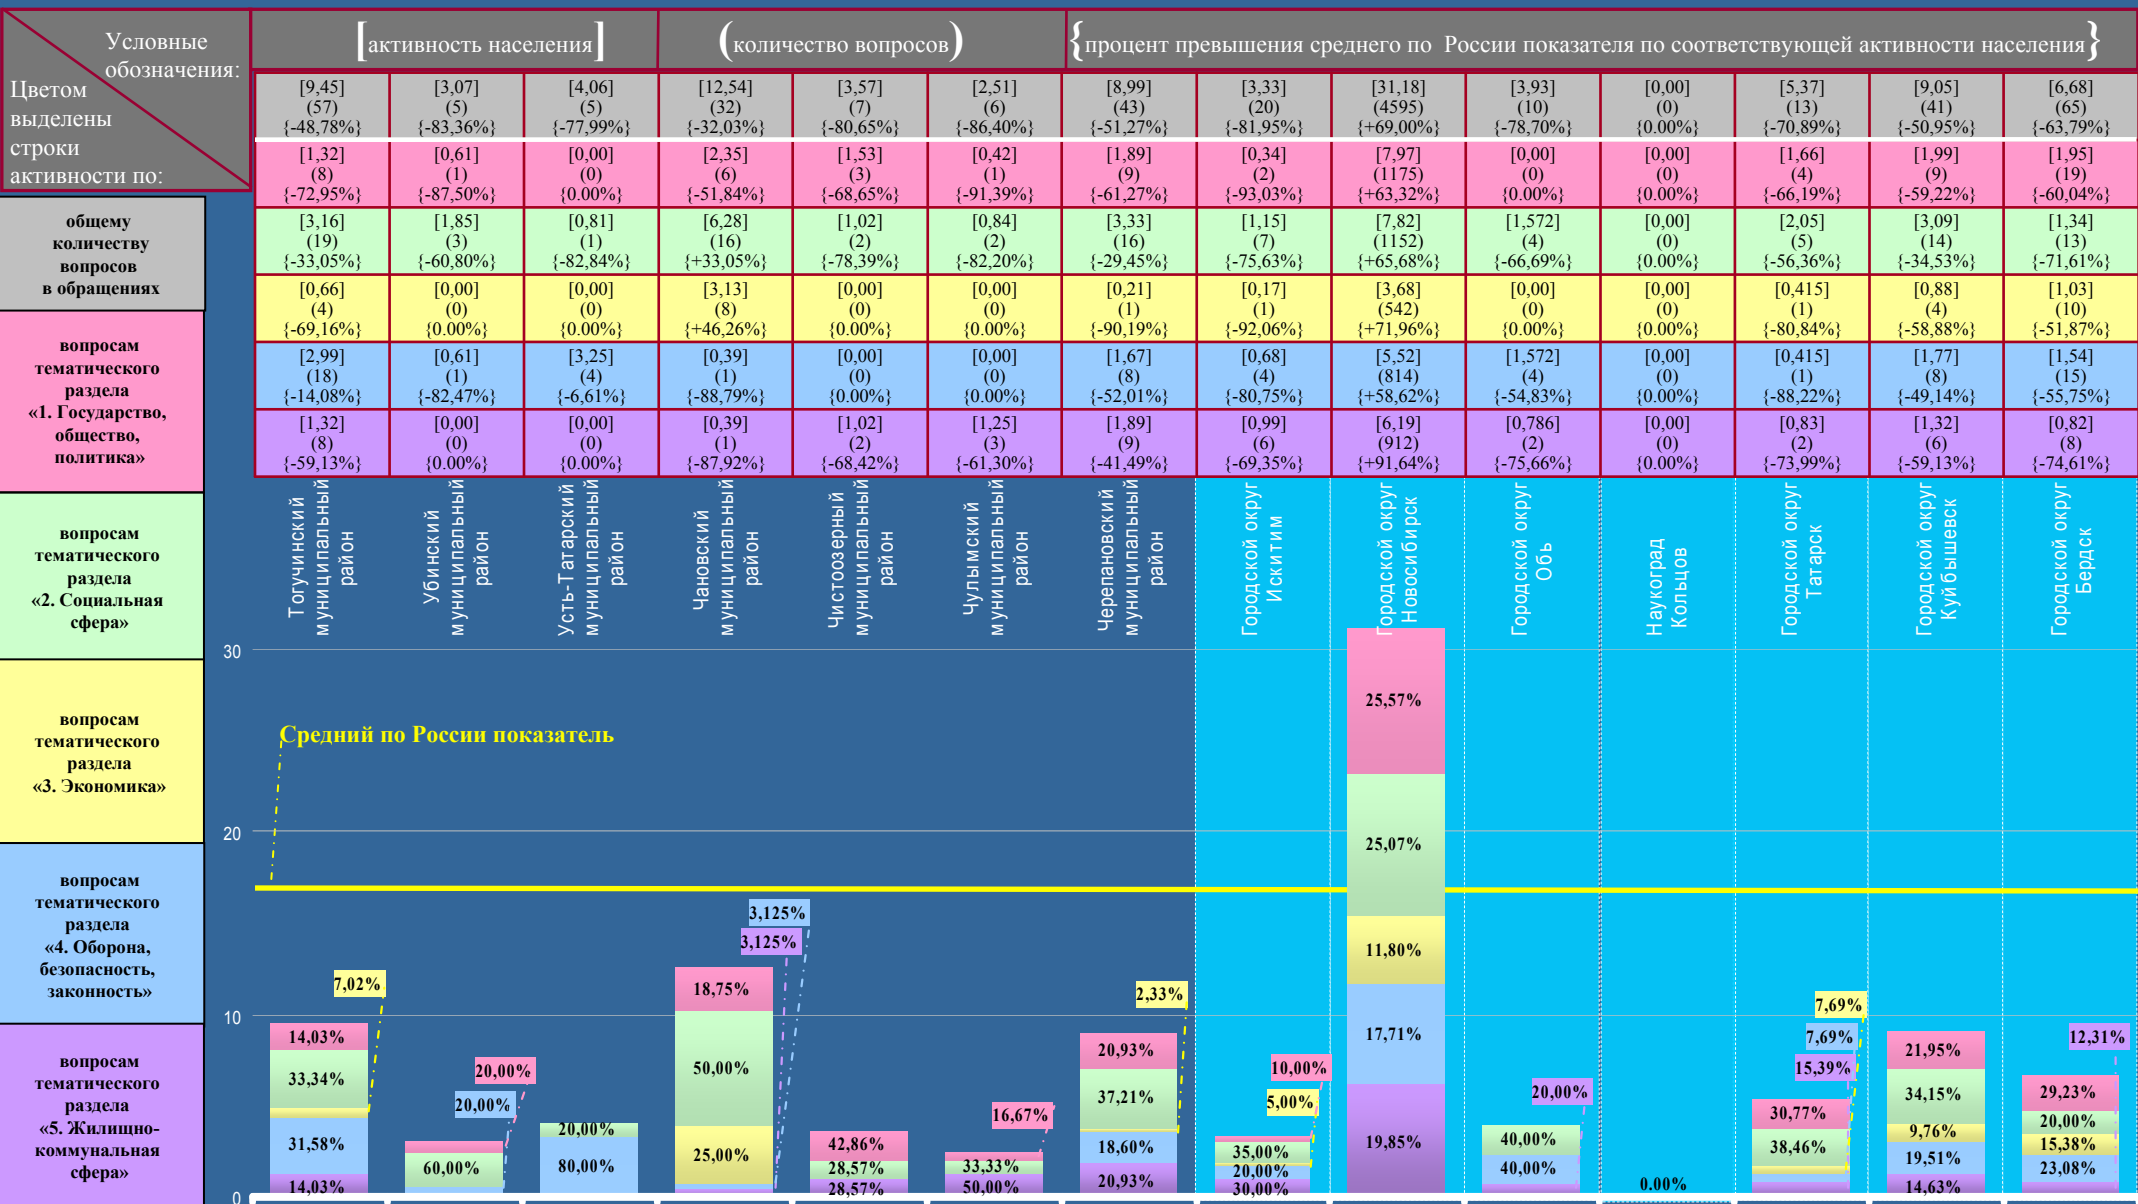 Условные
обозначения:
Цветом
выделены
строки
активности по:
[активность населения]
(количество вопросов)
{процент превышения среднего по России показателя по соответствующей активности населения}
[9,45] [3,07] [4,06] [12,54] [3,57] [2,51] [8,99] [3,33] [31,18] [3,93] [0,00] [5,37] [9,05] [6,68]
(57) (5) (5) (32) (7) (6) (43) (20) (4595) (10) (0) (13) (41) (65)
{-48,78%} {-83,36%} {-77,99%} {-32,03%} {-80,65%} {-86,40%} {-51,27%} {-81,95%} {+69,00%} {-78,70%} {0.00%} {-70,89%} {-50,95%} {-63,79%}
[1,32] [0,61] [0,00] [2,35] [1,53] [0,42] [1,89] [0,34] [7,97] [0,00] [0,00] [1,66] [1,99] [1,95]
(8) (1) (0) (6) (3) (1) (9) (2) (1175) (0) (0) (4) (9) (19)
{-72,95%} {-87,50%} {0.00%} {-51,84%} {-68,65%} {-91,39%} {-61,27%} {-93,03%} {+63,32%} {0.00%} {0.00%} {-66,19%} {-59,22%} {-60,04%}
[3,16] [1,85] [0,81] [6,28] [1,02] [0,84] [3,33] [1,15] [7,82] [1,572] [0,00] [2,05] [3,09] [1,34]
(19) (3) (1) (16) (2) (2) (16) (7) (1152) (4) (0) (5) (14) (13)
{-33,05%} {-60,80%} {-82,84%} {+33,05%} {-78,39%} {-82,20%} {-29,45%} {-75,63%} {+65,68%} {-66,69%} {0.00%} {-56,36%} {-34,53%} {-71,61%}
[0,66] [0,00] [0,00] [3,13] [0,00] [0,00] [0,21] [0,17] [3,68] [0,00] [0,00] [0,415] [0,88] [1,03]
(4) (0) (0) (8) (0) (0) (1) (1) (542) (0) (0) (1) (4) (10)
{-69,16%} {0.00%} {0.00%} {+46,26%} {0.00%} {0.00%} {-90,19%} {-92,06%} {+71,96%} {0.00%} {0.00%} {-80,84%} {-58,88%} {-51,87%}
[2,99] [0,61] [3,25] [0,39] [0,00] [0,00] [1,67] [0,68] [5,52] [1,572] [0,00] [0,415] [1,77] [1,54]
(18) (1) (4) (1) (0) (0) (8) (4) (814) (4) (0) (1) (8) (15)
{-14,08%} {-82,47%} {-6,61%} {-88,79%} {0.00%} {0.00%} {-52,01%} {-80,75%} {+58,62%} {-54,83%} {0.00%} {-88,22%} {-49,14%} {-55,75%}
[1,32] [0,00] [0,00] [0,39] [1,02] [1,25] [1,89] [0,99] [6,19] [0,786] [0,00] [0,83] [1,32] [0,82]
(8) (0) (0) (1) (2) (3) (9) (6) (912) (2) (0) (2) (6) (8)
{-59,13%} {0.00%} {0.00%} {-87,92%} {-68,42%} {-61,30%} {-41,49%} {-69,35%} {+91,64%} {-75,66%} {0.00%} {-73,99%} {-59,13%} {-74,61%}
общему
количеству
вопросов
в обращениях
вопросам
тематического
раздела
«1. Государство,
общество,
политика»
вопросам
тематического
раздела
«2. Социальная
сфера»
вопросам
тематического
раздела
«3. Экономика»
вопросам
тематического
раздела
«4. Оборона,
безопасность,
законность»
вопросам
тематического
раздела
«5. Жилищно-
коммунальная
сфера»
Тогучинский
муниципальный
район
Убинский
муниципальный
район
Усть-Татарский
муниципальный
район
Чановский
муниципальный
район
Чистоозерный
муниципальный
район
Чулымский
муниципальный
район
Черепановский
муниципальный
район
Городской округ
Искитим
Городской округ
Новосибирск
Городской округ
Обь
Наукоград
Кольцов
Городской округ
Татарск
Городской округ
Куйбышевск
Городской округ
Бердск
30
20
10
0
Средний по России показатель
7,02%
14,03%
33,34%
31,58%
14,03%
20,00%
20,00%
60,00%
20,00%
80,00%
3,125%
3,125%
18,75%
50,00%
25,00%
42,86%
28,57%
28,57%
16,67%
33,33%
50,00%
2,33%
20,93%
37,21%
18,60%
20,93%
10,00%
5,00%
35,00%
20,00%
30,00%
25,57%
25,07%
11,80%
17,71%
19,85%
20,00%
40,00%
40,00%
0.00%
7,69%
7,69%
15,39%
30,77%
38,46%
21,95%
34,15%
9,76%
19,51%
14,63%
12,31%
29,23%
20,00%
15,38%
23,08%